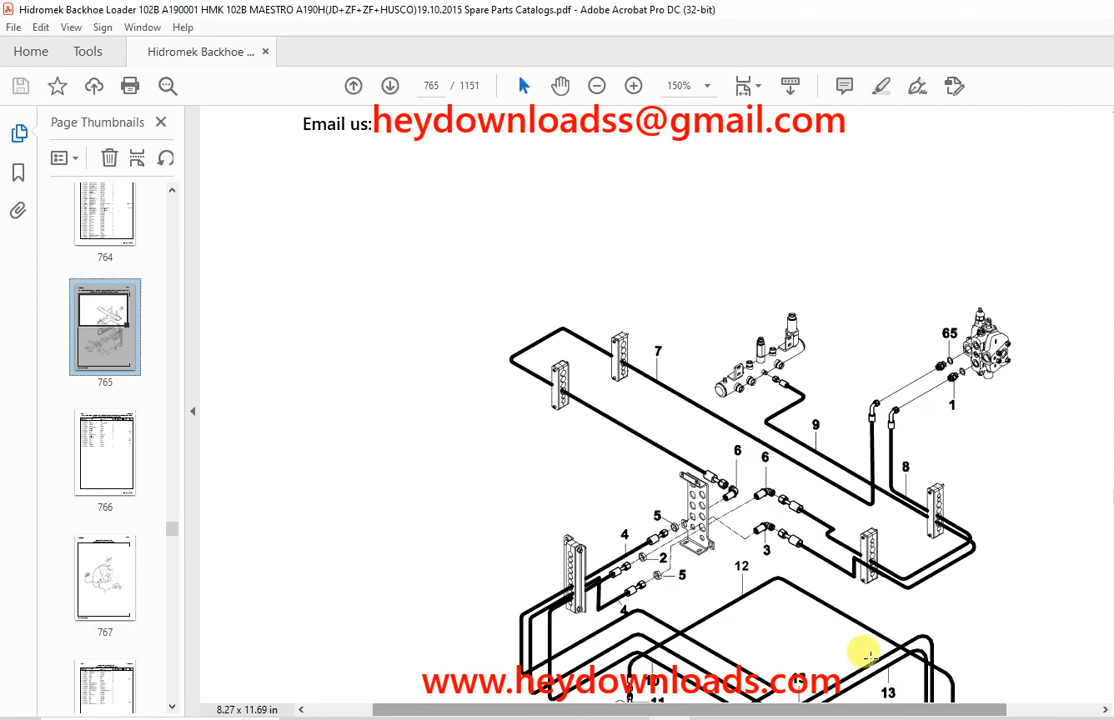 Hidromek Backhoe Loader 102B A190001 HMK 102B MAESTRO A190H(JD+ZF+ZF+HUSCO)19.10.2015 Spare Parts Catalogs.pdf - Adobe Acrobat Pro DC (32-bit)
File Edit View Sign Window Help
Home Tools Hidromek Backhoe ... ×
765 / 1151 150%
Email us:heydownloadss@gmail.com
Page Thumbnails
764
765
766
767
65
7
1
9
6
6
8
5
4
3
2
12
5
4
www.heydownloads.com
10
13
13
11
8.27 x 11.69 in